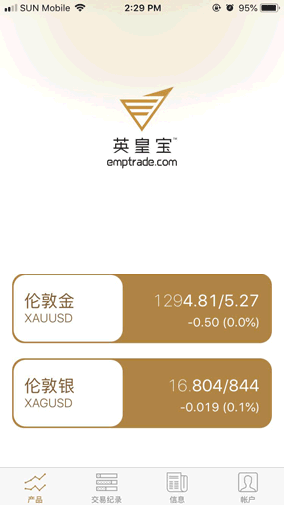 SUN Mobile 2:29 PM 95%
英皇宝™
emptrade.com
伦敦金 1294.81/5.27
XAUUSD -0.50 (0.0%)
伦敦银 16.804/844
XAGUSD -0.019 (0.1%)
产品 交易纪录 信息 帐户